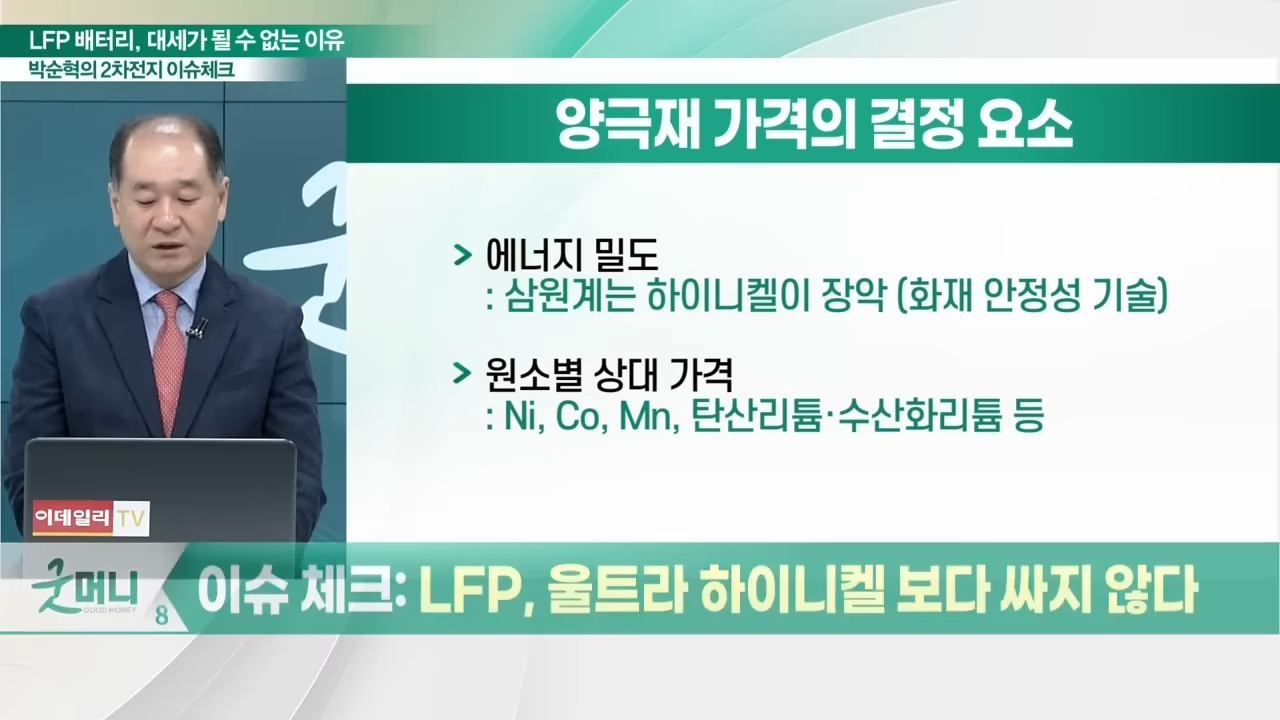 LFP 배터리, 대세가 될 수 없는 이유
박순혁의 2차전지 이슈체크
양극재 가격의 결정 요소
> 에너지 밀도
: 삼원계는 하이니켈이 장악 (화재 안정성 기술)
> 원소별 상대 가격
: Ni, Co, Mn, 탄산리튬·수산화리튬 등
이데일리 TV
굿머니
GOOD MONEY
8
이슈 체크: LFP, 울트라 하이니켈 보다 싸지 않다